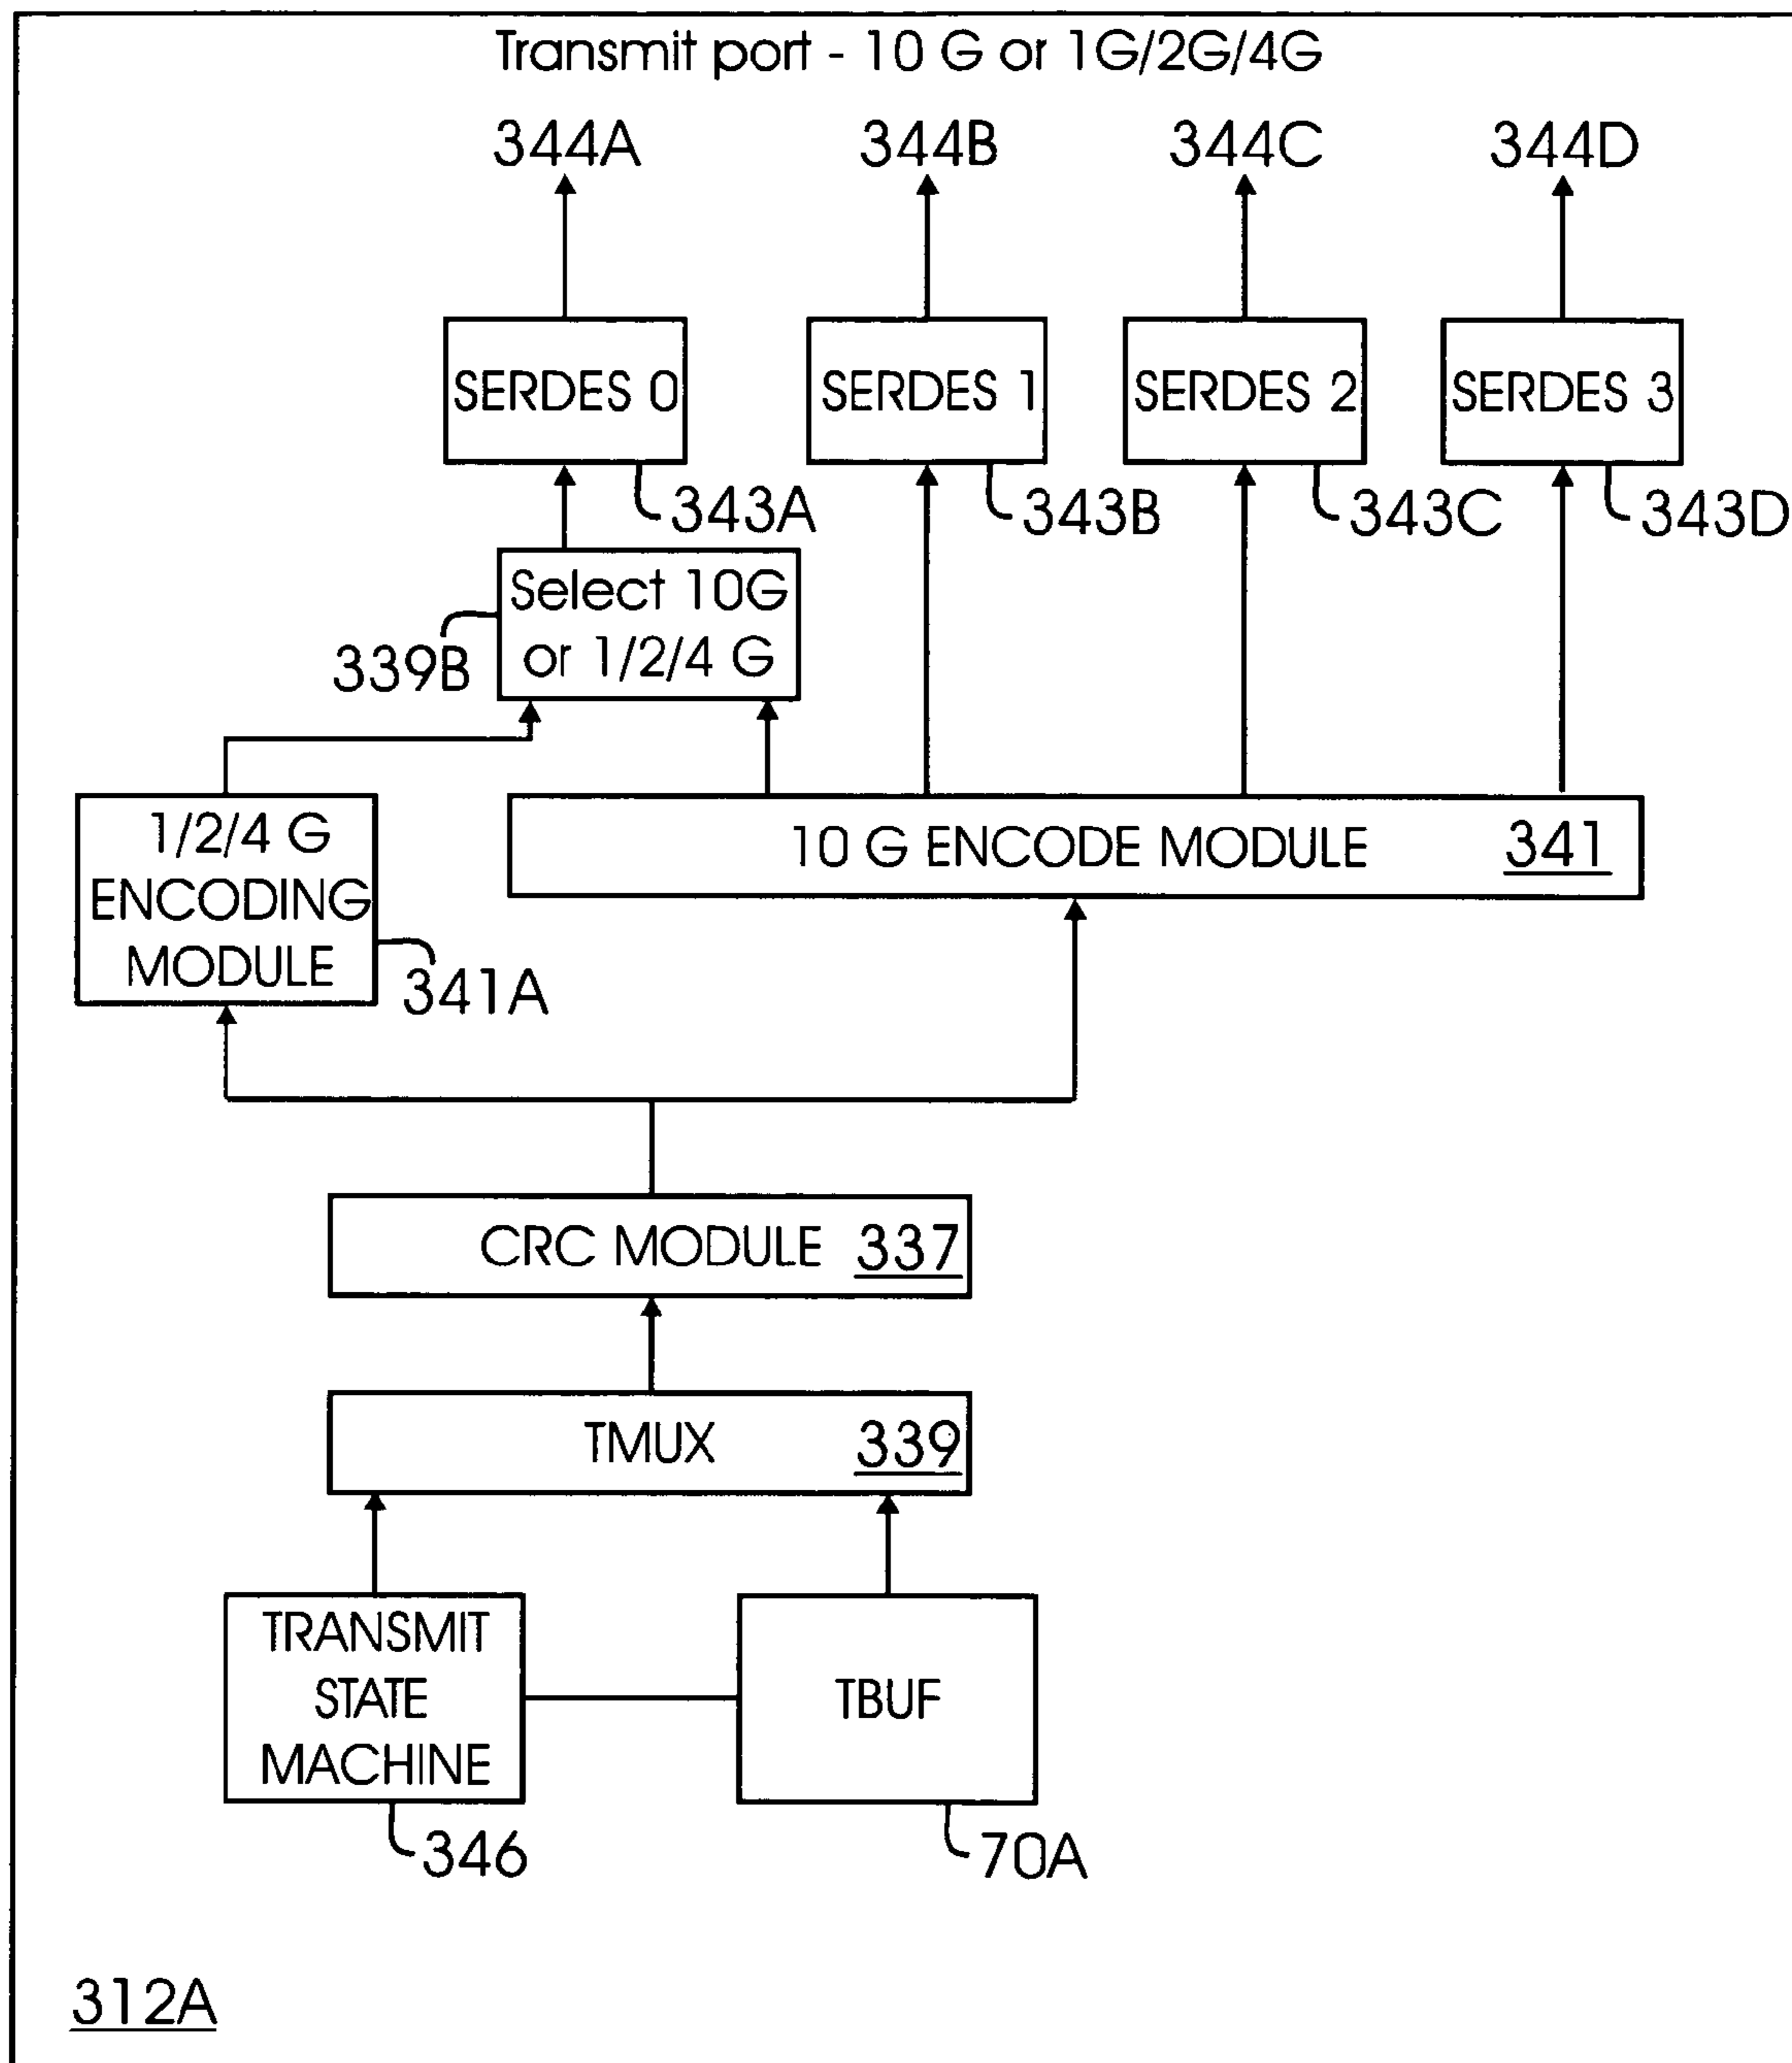 Transmit port - 10 G or 1G/2G/4G
344A
344B
344C
344D
SERDES 0
SERDES 1
SERDES 2
SERDES 3
343A
343B
343C
343D
Select 10G
or 1/2/4 G
339B
1/2/4 G
ENCODING
MODULE
341A
10 G ENCODE MODULE 341
CRC MODULE 337
TMUX 339
TRANSMIT
STATE
MACHINE
TBUF
346
70A
312A